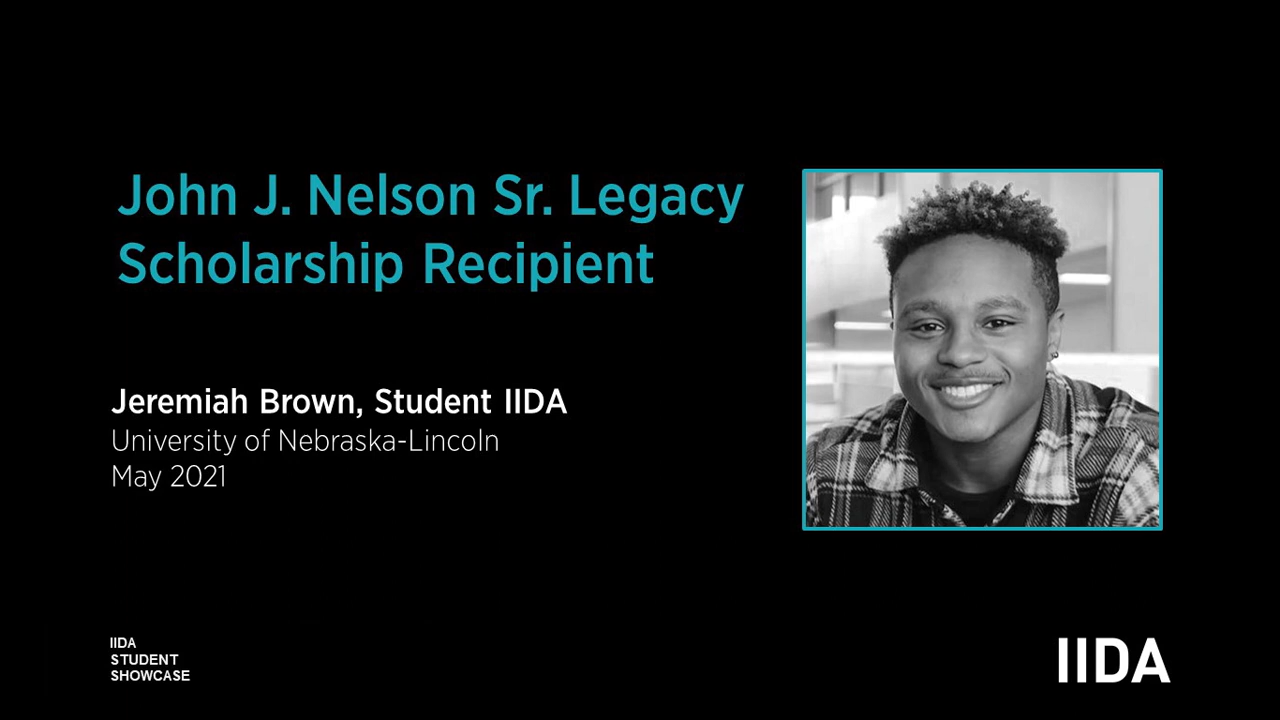 John J. Nelson Sr. Legacy
Scholarship Recipient
Jeremiah Brown, Student IIDA
University of Nebraska-Lincoln
May 2021
IIDA
STUDENT
SHOWCASE
IIDA